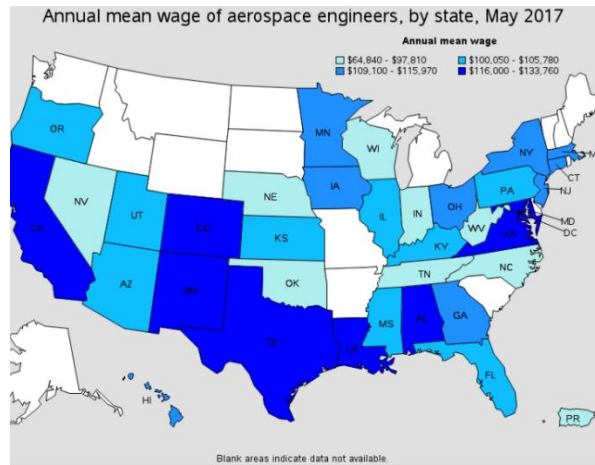 Annual mean wage of aerospace engineers, by state, May 2017
Annual mean wage
$64,840 - $97,810 $100,050 - $105,780
$109,100 - $115,970 $116,000 - $133,760
MN
OR
WI
NY
M
IA
CT
NE
PA
NJ
NV
IL
IN
OH
UT
CO
MD
CA
KS
WV
VA
DC
KY
NC
TN
OK
AZ
NM
MS
AL
GA
TX
LA
FL
HI
PR
Blank areas indicate data not available.